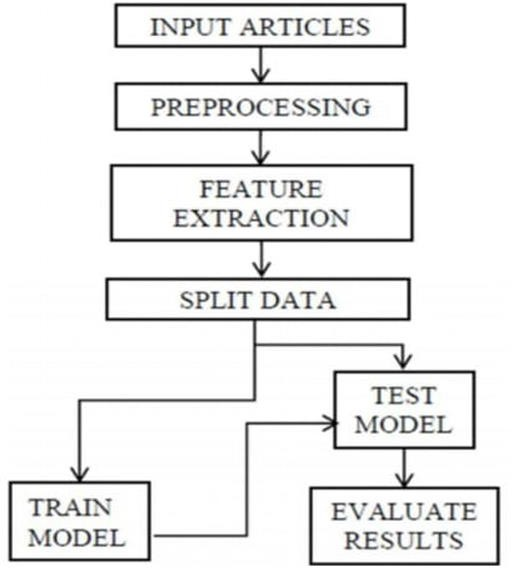 INPUT ARTICLES
PREPROCESSING
FEATURE
EXTRACTION
SPLIT DATA
TEST
MODEL
TRAIN
MODEL
EVALUATE
RESULTS